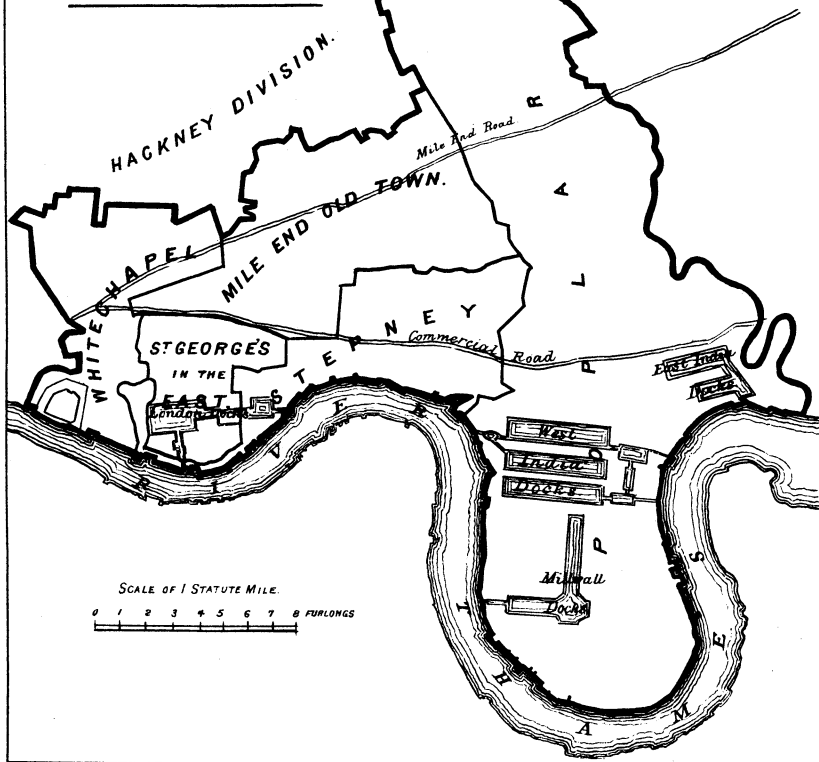 HACKNEY DIVISION.
Mile End Road
MILE END OLD TOWN.
WHITECHAPEL
POPLAR
STEPNEY
Commercial Road
ST. GEORGE'S
IN THE
EAST
London Docks
East India
Docks
West
India
Docks
Millwall
Docks
RIVER THAMES
SCALE OF 1 STATUTE MILE.
0 1 2 3 4 5 6 7 8 FURLONGS